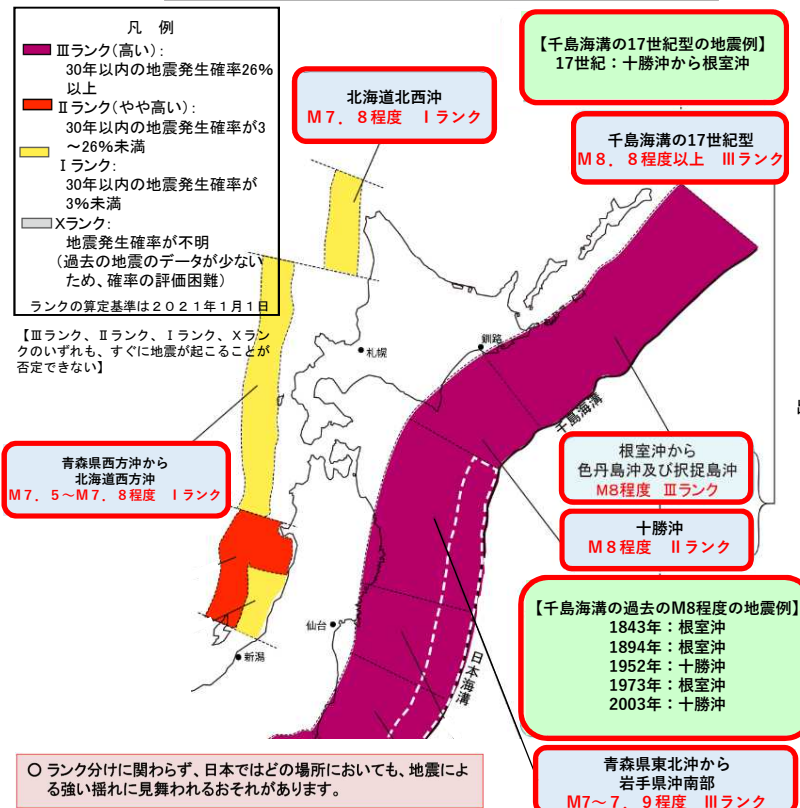 凡　例
Ⅲランク(高い)：
30年以内の地震発生確率26%
以上
Ⅱランク(やや高い)：
30年以内の地震発生確率が3
～26%未満
Ⅰランク：
30年以内の地震発生確率が
3%未満
Xランク：
地震発生確率が不明
(過去の地震のデータが少ない
ため、確率の評価困難)
ランクの算定基準は２０２１年１月１日
【Ⅲランク、Ⅱランク、Ⅰランク、Xラン
クのいずれも、すぐに地震が起こることが
否定できない】
北海道北西沖
Ｍ７．８程度　Ⅰランク
【千島海溝の17世紀型の地震例】
17世紀：十勝沖から根室沖
千島海溝の17世紀型
Ｍ８．８程度以上　Ⅲランク
札幌
釧路
千島海溝
青森県西方沖から
北海道西方沖
Ｍ７．５～Ｍ７．８程度　Ⅰランク
根室沖から
色丹島沖及び択捉島沖
M8程度　Ⅲランク
十勝沖
Ｍ８程度　Ⅱランク
仙台
新潟
日本海溝
【千島海溝の過去のM8程度の地震例】
1843年：根室沖
1894年：根室沖
1952年：十勝沖
1973年：根室沖
2003年：十勝沖
青森県東北沖から
岩手県沖南部
M7～７．９程度　Ⅲランク
○ ランク分けに関わらず、日本ではどの場所においても、地震によ
る強い揺れに見舞われるおそれがあります。